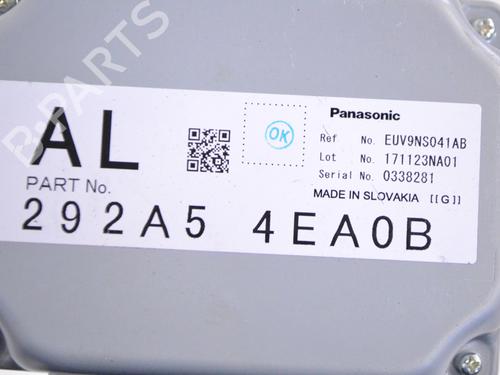 B-PARTS
AL
OK
Panasonic
Ref No. EUV9NS041AB
Lot No. 171123NA01
Serial No. 0338281
MADE IN SLOVAKIA [[G]]
PART No.
292A5 4EA0B